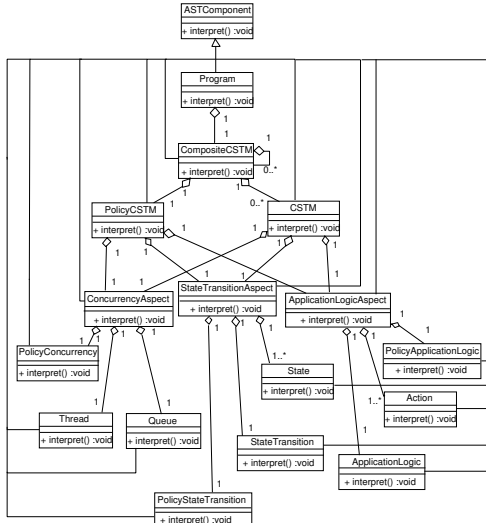 ASTComponent
+ interpret() :void
Program
+ interpret() :void
1
1
1
CompositeCSTM
+ interpret() :void
0..*
1
1
1
0..*
PolicyCSTM
+ interpret() :void
CSTM
+ interpret() :void
1
1
1
1
1
1
1
1
1
1
ConcurrencyAspect
+ interpret() :void
StateTransitionAspect
+ interpret() :void
ApplicationLogicAspect
+ interpret() :void
1
1
1
1
1
1
1
1
1
1
1
PolicyConcurrency
+ interpret() :void
PolicyApplicationLogic
+ interpret() :void
1..*
State
+ interpret() :void
1..*
Action
+ interpret() :void
1
Thread
+ interpret() :void
1
Queue
+ interpret() :void
1
StateTransition
+ interpret() :void
1
ApplicationLogic
+ interpret() :void
1
PolicyStateTransition
+ interpret() :void